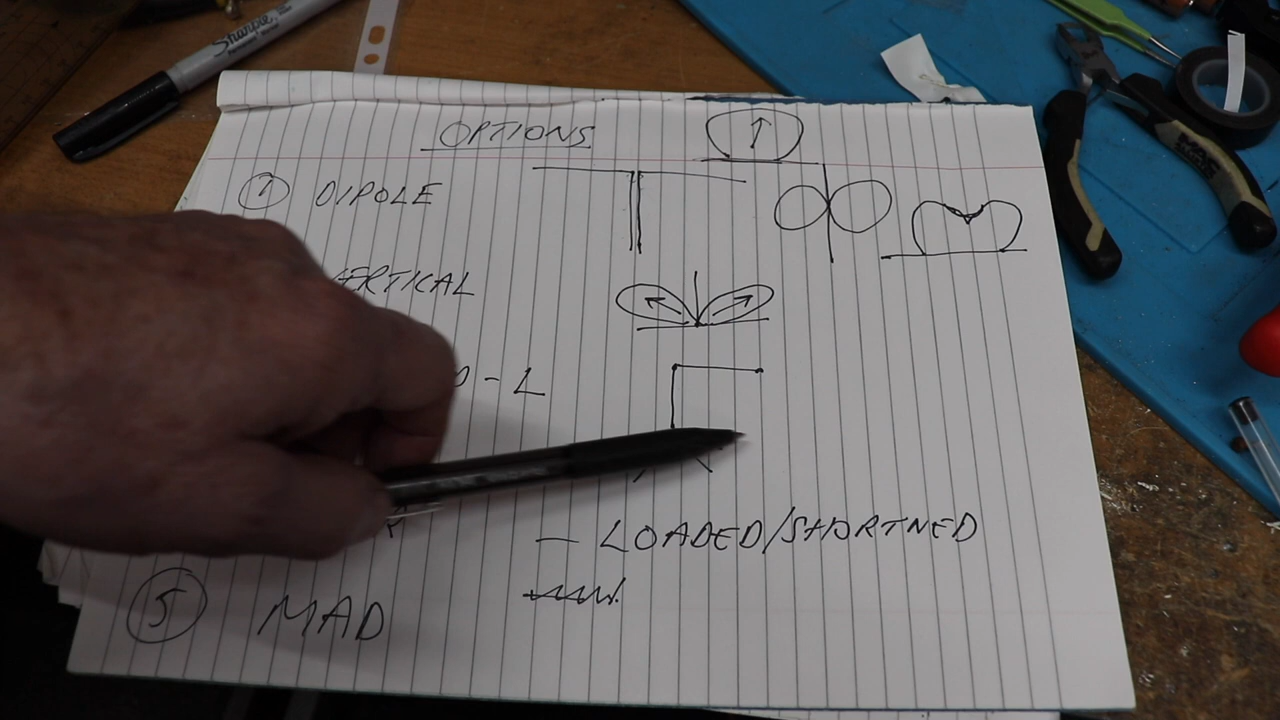 Sharpie
OPTIONS
1 DIPOLE
ERTICAL
- L
- LOADED/SHORTNED
5 MAD